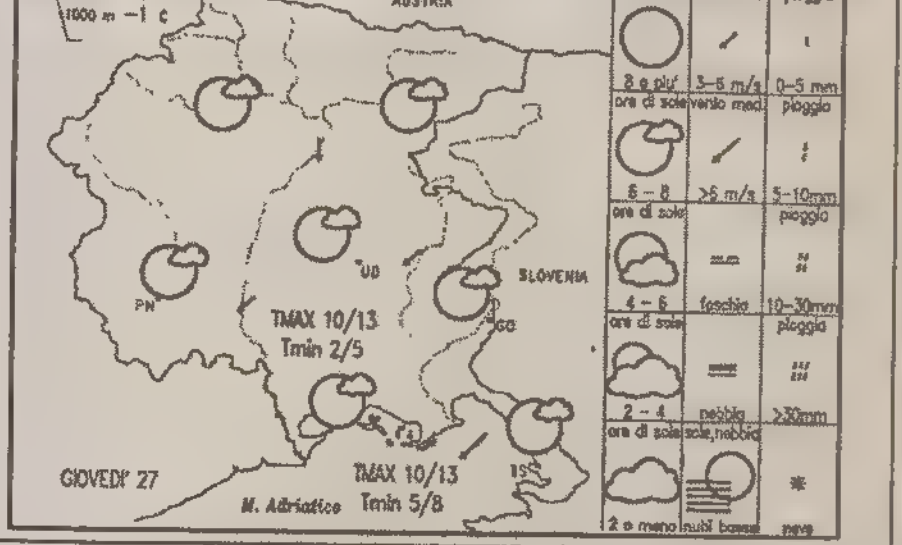 AUSTRIA
1000 m -1 c
UD
SLOVENIA
PN
GO
TMAX 10/13
Tmin 2/5
GIOVEDI' 27
M. Adriatico
TMAX 10/13
Tmin 5/8
TS
8 e piu'
ore di sole
3-6 m/s
vento med.
0-5 mm
pioggia
6 - 8
ore di sole
>6 m/s
5-10mm
pioggia
4 - 6
ore di sole
foschia
10-30mm
pioggia
2 - 4
ore di sole
nebbia
>30mm
sole,nebbia
2 o meno
nubi basse
neve